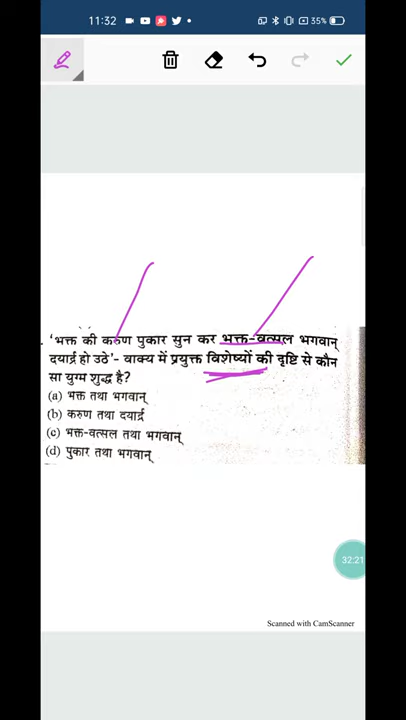 11:32
35%
. 'भक्त की करुण पुकार सुन कर भक्त-वत्सल भगवान्
दयार्द्र हो उठे'- वाक्य में प्रयुक्त विशेष्यों की दृष्टि से कौन
सा युग्म शुद्ध है?
(a) भक्त तथा भगवान्
(b) करुण तथा दयार्द्र
(c) भक्त-वत्सल तथा भगवान्
(d) पुकार तथा भगवान्
32:21
Scanned with CamScanner